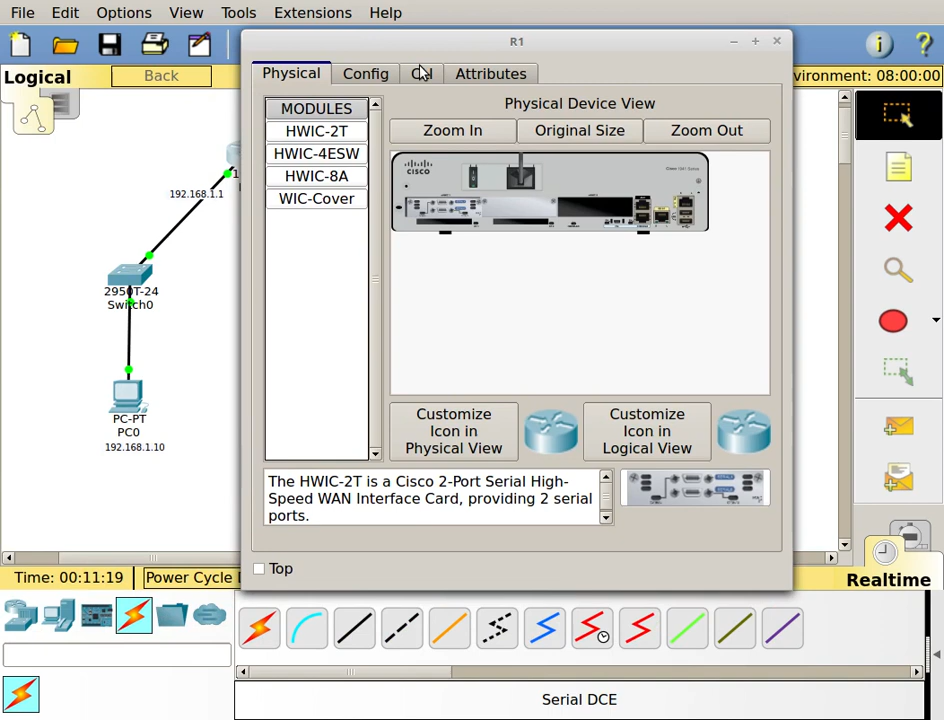 File Edit Options View Tools Extensions Help
R1
Logical
Back
vironment: 08:00:00
Physical Config Attributes
MODULES
HWIC-2T
HWIC-4ESW
HWIC-8A
WIC-Cover
Physical Device View
Zoom In Original Size Zoom Out
CISCO
192.168.1.1
2950T-24
Switch0
PC-PT
PC0
192.168.1.10
Customize
Icon in
Physical View
Customize
Icon in
Logical View
The HWIC-2T is a Cisco 2-Port Serial High-
Speed WAN Interface Card, providing 2 serial
ports.
Top
Time: 00:11:19 Power Cycle
Realtime
Serial DCE